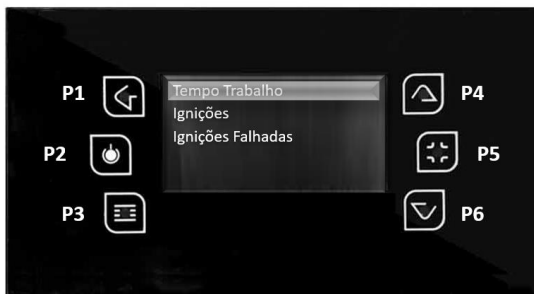 P1
P2
P3
Tempo Trabalho
Ignições
Ignições Falhadas
P4
P5
P6